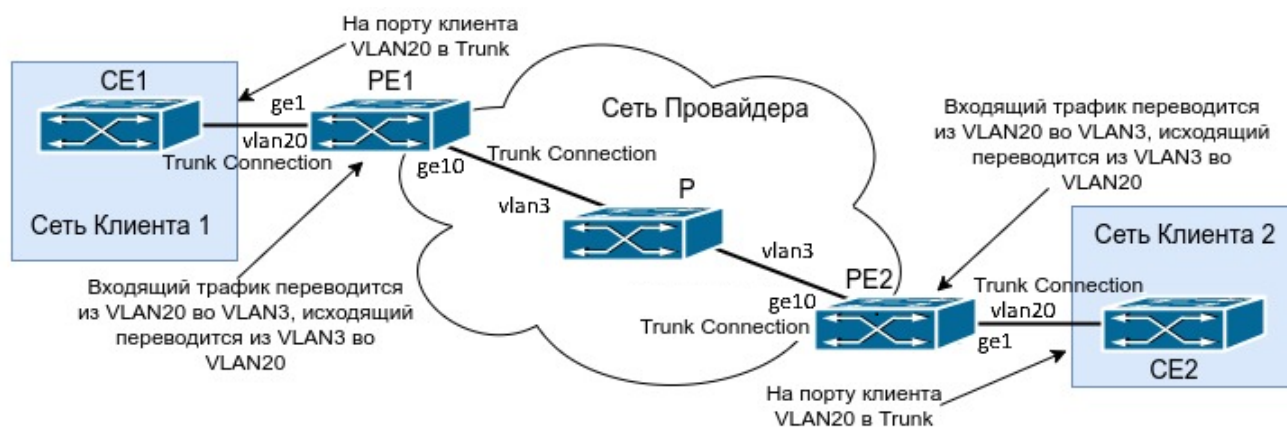 На порту клиента
VLAN20 в Trunk
CE1
PE1
ge1
vlan20
Trunk Connection
ge10
Сеть Клиента 1
Сеть Провайдера
Trunk Connection
vlan3
P
vlan3
Входящий трафик переводится
из VLAN20 во VLAN3, исходящий
переводится из VLAN3 во
VLAN20
Входящий трафик переводится
из VLAN20 во VLAN3, исходящий
переводится из VLAN3 во
VLAN20
PE2
ge10
Trunk Connection
Сеть Клиента 2
Trunk Connection
vlan20
ge1
CE2
На порту клиента
VLAN20 в Trunk